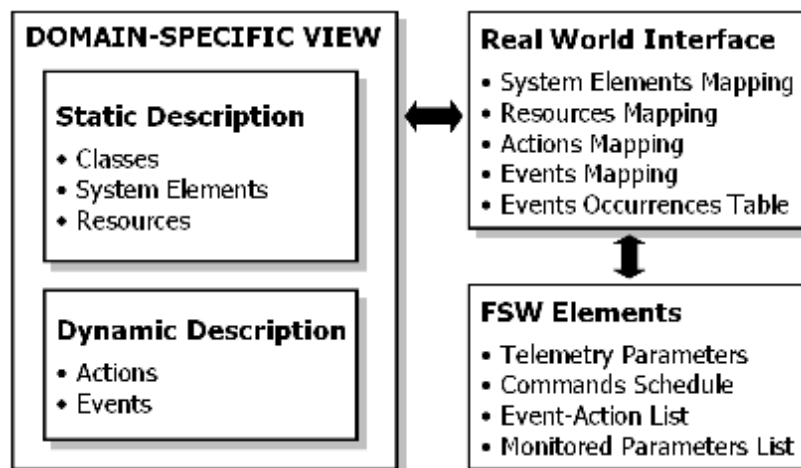 DOMAIN-SPECIFIC VIEW
Static Description
• Classes
• System Elements
• Resources
Dynamic Description
• Actions
• Events
Real World Interface
• System Elements Mapping
• Resources Mapping
• Actions Mapping
• Events Mapping
• Events Occurrences Table
FSW Elements
• Telemetry Parameters
• Commands Schedule
• Event-Action List
• Monitored Parameters List